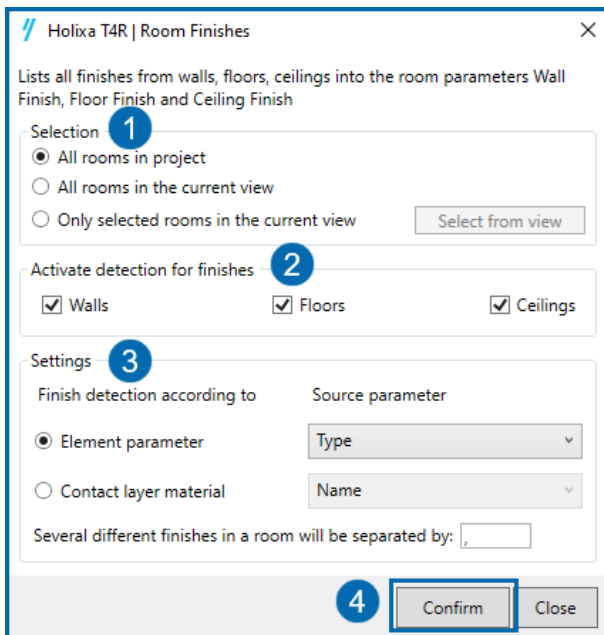 Holixa T4R | Room Finishes
Lists all finishes from walls, floors, ceilings into the room parameters Wall
Finish, Floor Finish and Ceiling Finish
Selection 1
All rooms in project
All rooms in the current view
Only selected rooms in the current view Select from view
Activate detection for finishes 2
Walls Floors Ceilings
Settings 3
Finish detection according to Source parameter
Element parameter Type
Contact layer material Name
Several different finishes in a room will be separated by: ,
4 Confirm Close